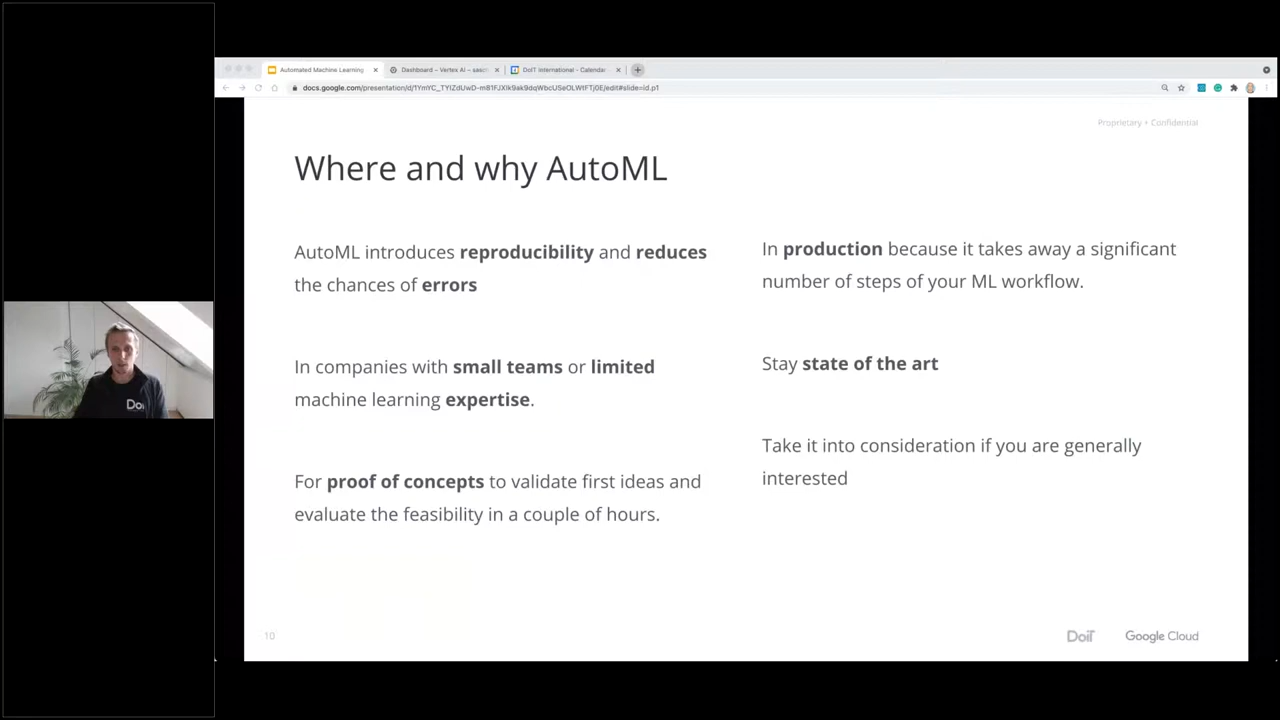 Automated Machine Learning
Dashboard – Vertex AI –
DoiT International - Calendar
Proprietary + Confidential
Where and why AutoML
AutoML introduces reproducibility and reduces
the chances of errors
In companies with small teams or limited
machine learning expertise.
For proof of concepts to validate first ideas and
evaluate the feasibility in a couple of hours.
In production because it takes away a significant
number of steps of your ML workflow.
Stay state of the art
Take it into consideration if you are generally
interested
10
DoiT
Google Cloud